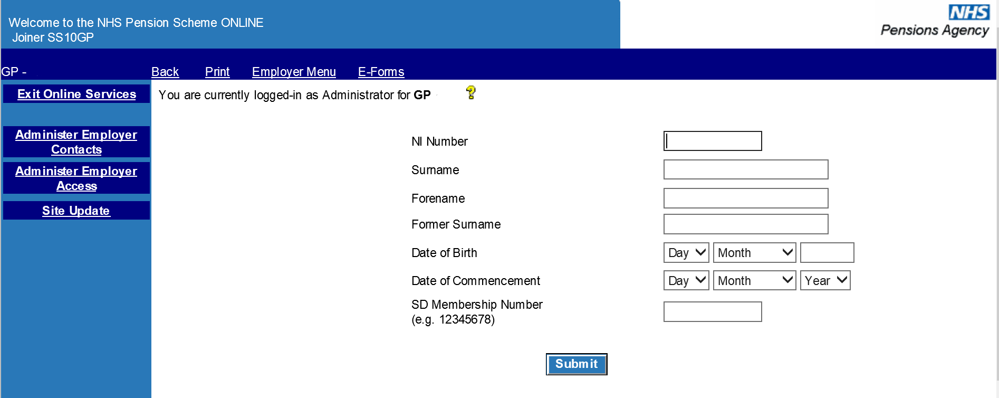 Welcome to the NHS Pension Scheme ONLINE
Joiner SS10GP
NHS
Pensions Agency
GP -
Back Print Employer Menu E-Forms
Exit Online Services
You are currently logged-in as Administrator for GP
Administer Employer
Contacts
Administer Employer
Access
Site Update
NI Number
Surname
Forename
Former Surname
Date of Birth Day Month
Date of Commencement Day Month Year
SD Membership Number
(e.g. 12345678)
Submit